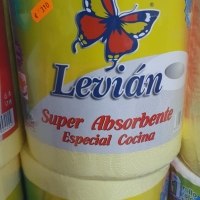 Levián
Super Absorbente
Especial Cocina